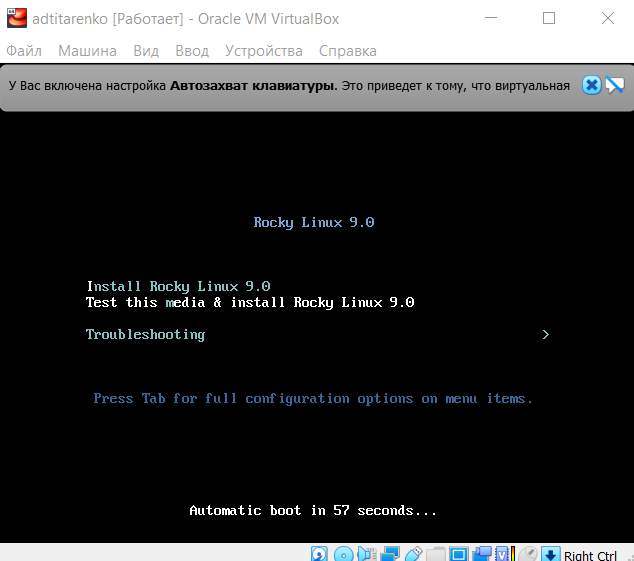 adtitarenko [Работает] - Oracle VM VirtualBox
Файл Машина Вид Ввод Устройства Справка
У Вас включена настройка Автозахват клавиатуры. Это приведет к тому, что виртуальная
Rocky Linux 9.0
Install Rocky Linux 9.0
Test this media & install Rocky Linux 9.0
Troubleshooting >
Press Tab for full configuration options on menu items.
Automatic boot in 57 seconds...
Right Ctrl